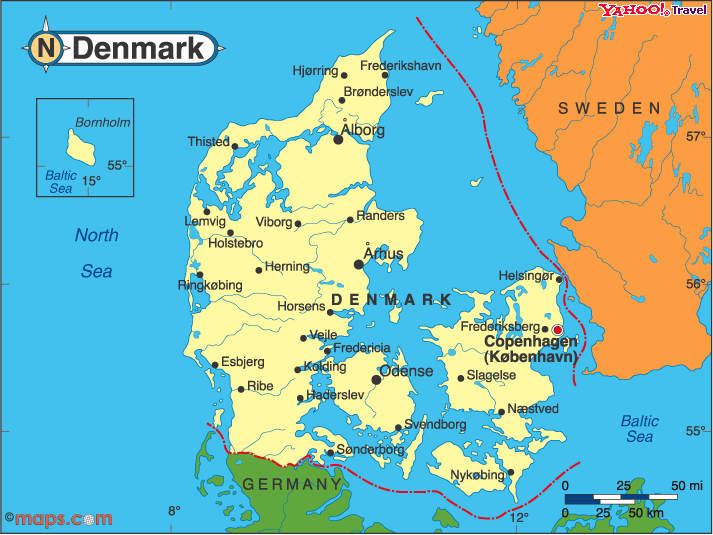 YAHOO! Travel
N Denmark
Hjørring
Frederikshavn
Brønderslev
SWEDEN
Bornholm
Alborg
57°
Thisted
55°
Baltic
Sea
15°
Lemvig
Viborg
Randers
North
Sea
Holstebro
Århus
Herning
Ringkøbing
Helsingør
56°
Horsens
DENMARK
Frederiksberg
Vejle
Copenhagen
(København)
Fredericia
Esbjerg
Kolding
Odense
Slagelse
Ribe
Haderslev
Næstved
Svendborg
Baltic
Sea
55°
Sønderborg
Nykøbing
GERMANY
0 25 50 mi
0 25 50 km
©maps.com
8°
12°